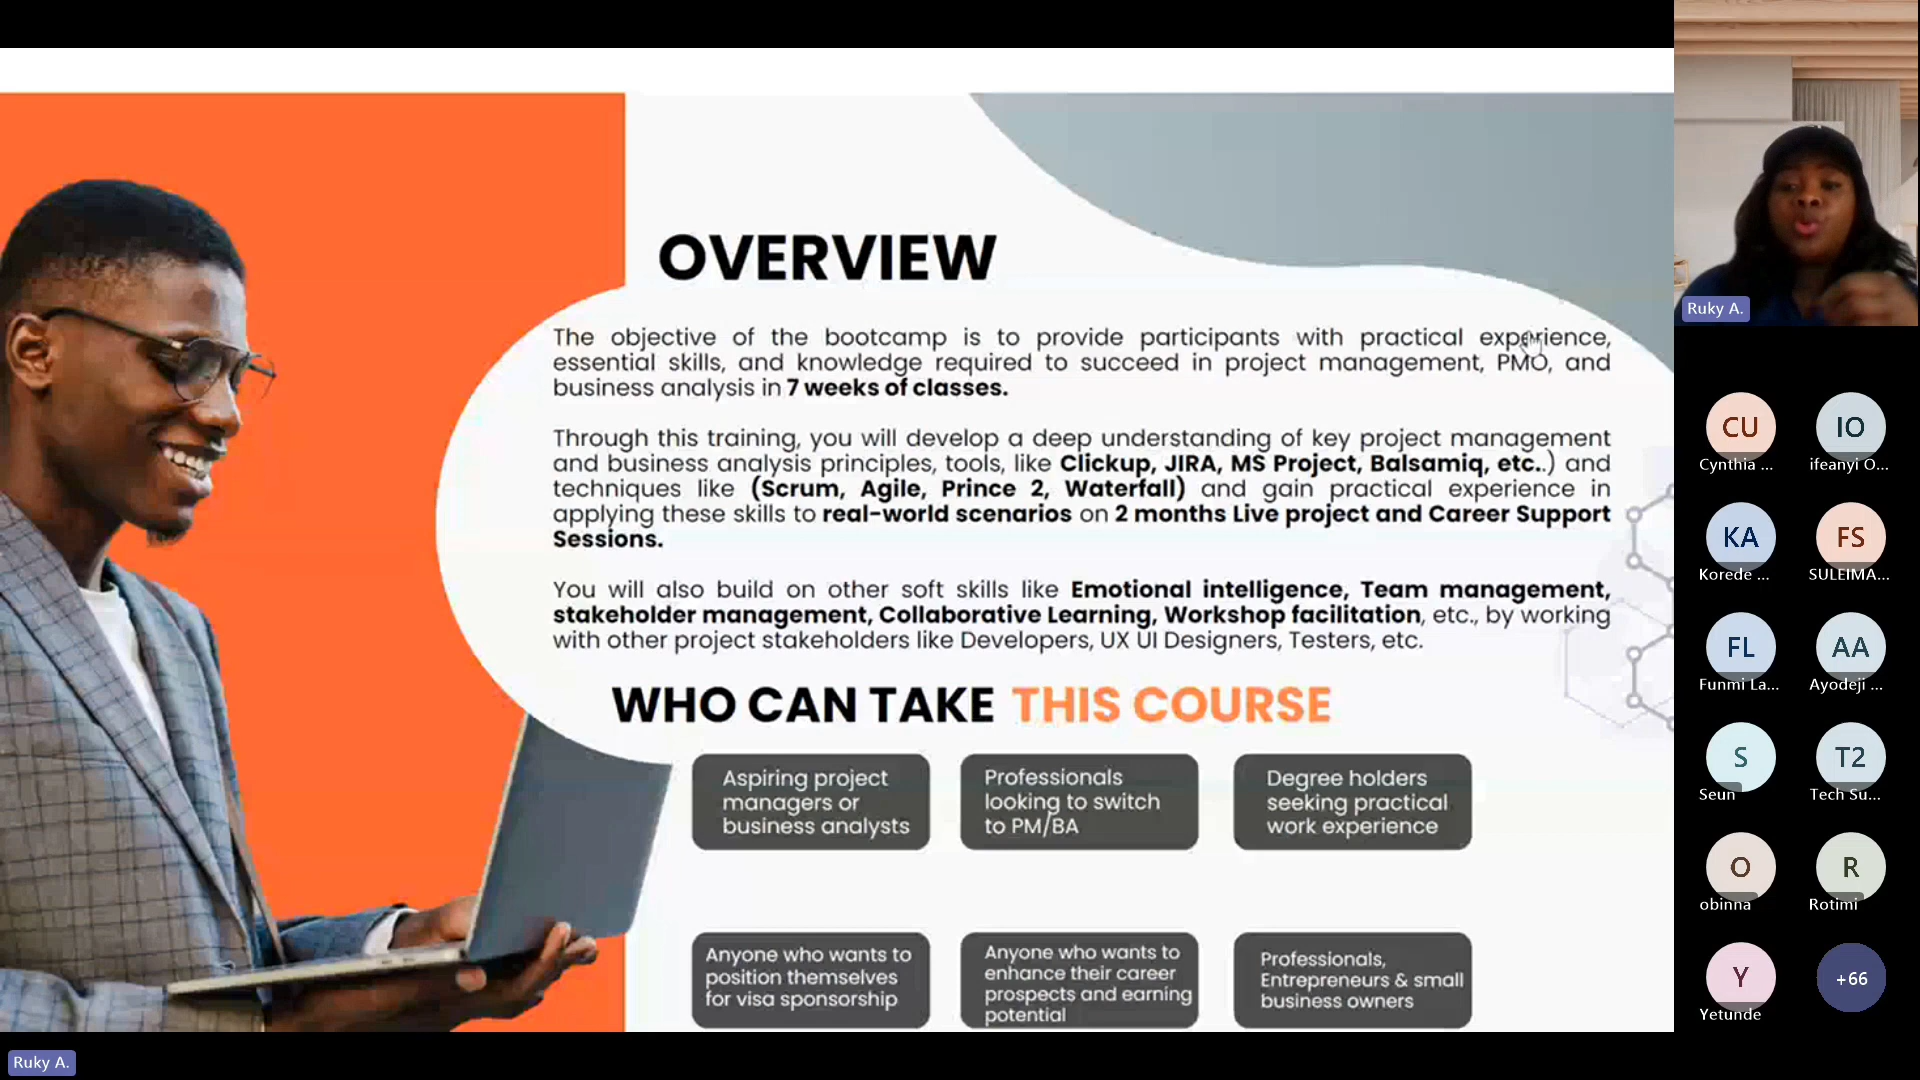 OVERVIEW
The objective of the bootcamp is to provide participants with practical experience,
essential skills, and knowledge required to succeed in project management, PMO, and
business analysis in 7 weeks of classes.
Through this training, you will develop a deep understanding of key project management
and business analysis principles, tools, like Clickup, JIRA, MS Project, Balsamiq, etc..) and
techniques like (Scrum, Agile, Prince 2, Waterfall) and gain practical experience in
applying these skills to real-world scenarios on 2 months Live project and Career Support
Sessions.
You will also build on other soft skills like Emotional intelligence, Team management,
stakeholder management, Collaborative Learning, Workshop facilitation, etc., by working
with other project stakeholders like Developers, UX UI Designers, Testers, etc.
WHO CAN TAKE THIS COURSE
Aspiring project
managers or
business analysts
Professionals
looking to switch
to PM/BA
Degree holders
seeking practical
work experience
Anyone who wants to
position themselves
for visa sponsorship
Anyone who wants to
enhance their career
prospects and earning
potential
Professionals,
Entrepreneurs & small
business owners
Ruky A.
CU
Cynthia ...
IO
ifeanyi O...
KA
Korede ...
FS
SULEIMA...
FL
Funmi La...
AA
Ayodeji ...
S
Seun
T2
Tech Su...
O
obinna
R
Rotimi
Y
Yetunde
+66
Ruky A.